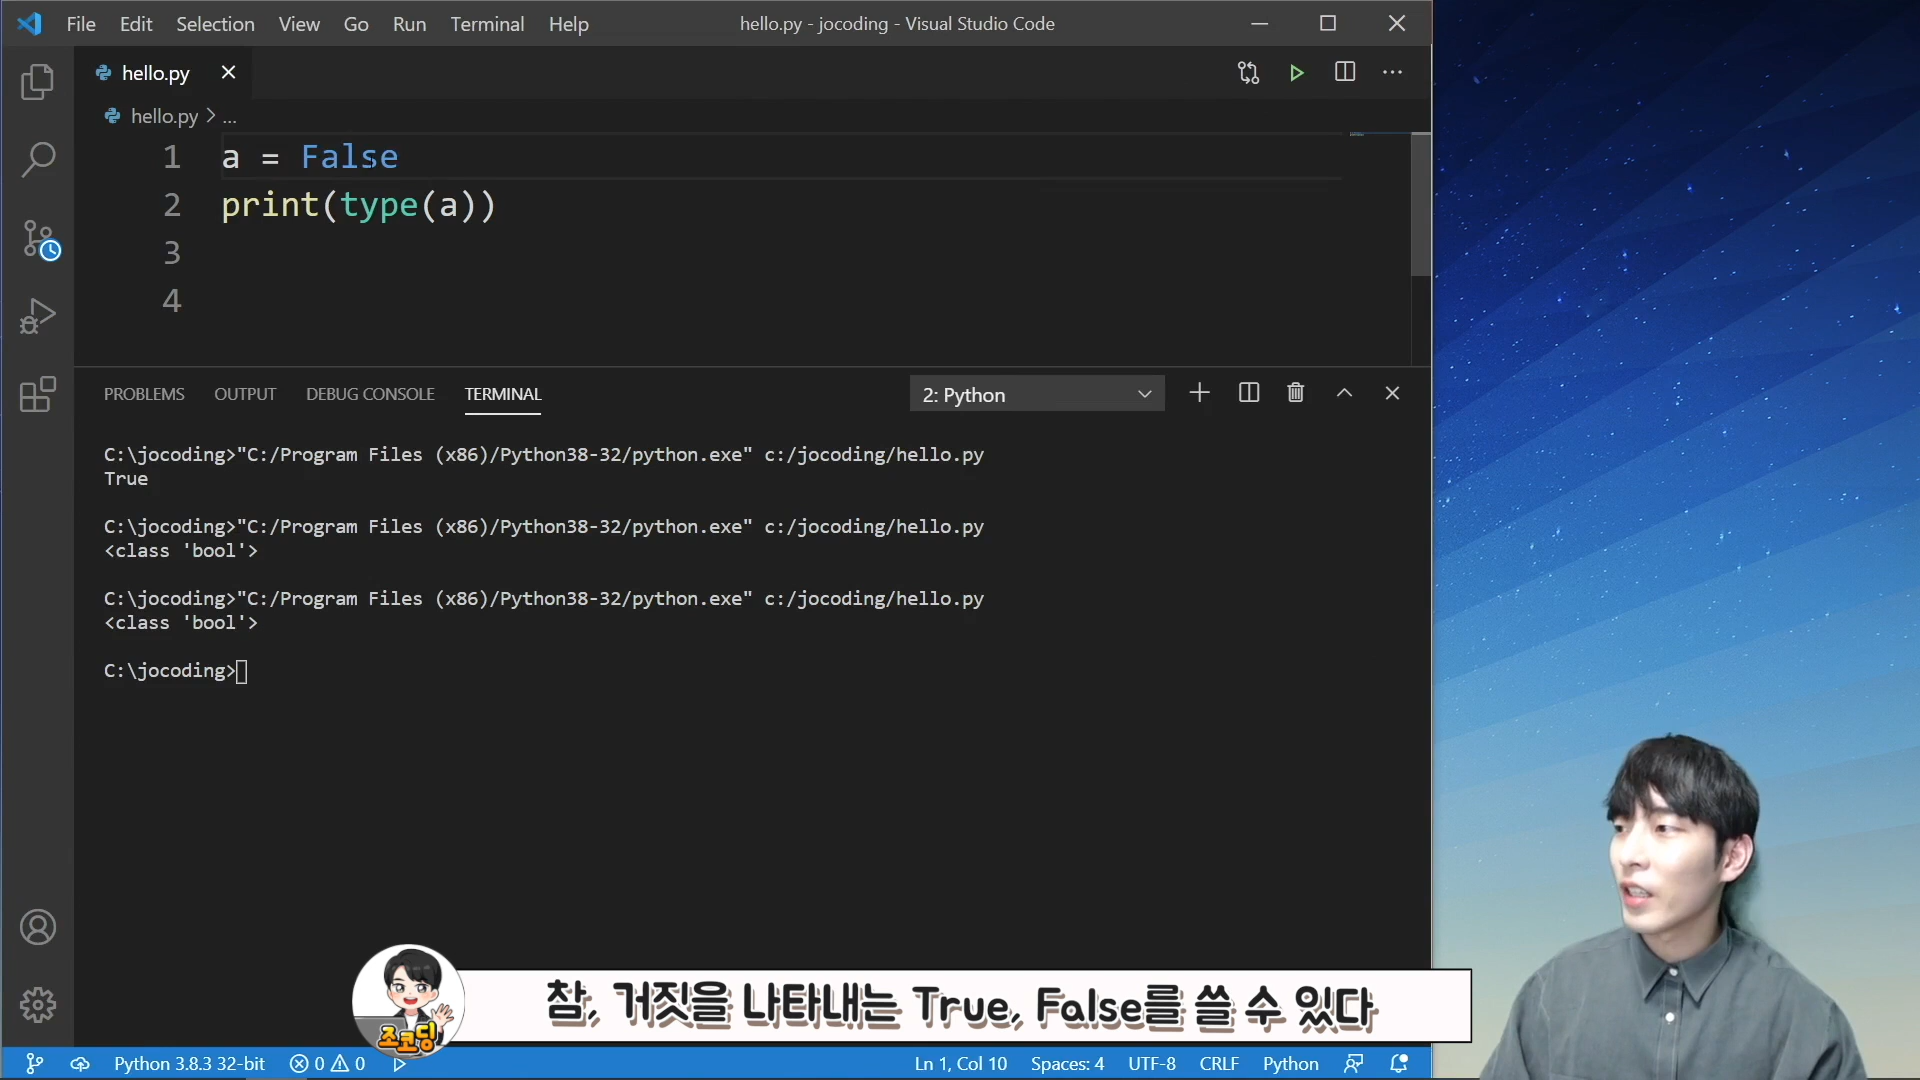 File Edit Selection View Go Run Terminal Help
hello.py - jocoding - Visual Studio Code
hello.py
hello.py > ...
1 a = False
2 print(type(a))
3
4
PROBLEMS OUTPUT DEBUG CONSOLE TERMINAL
2: Python
C:\jocoding>"C:/Program Files (x86)/Python38-32/python.exe" c:/jocoding/hello.py
True
C:\jocoding>"C:/Program Files (x86)/Python38-32/python.exe" c:/jocoding/hello.py
<class 'bool'>
C:\jocoding>"C:/Program Files (x86)/Python38-32/python.exe" c:/jocoding/hello.py
<class 'bool'>
C:\jocoding>
참, 거짓을 나타내는 True, False를 쓸 수 있다
조코딩
Python 3.8.3 32-bit 0 0 Ln 1, Col 10 Spaces: 4 UTF-8 CRLF Python